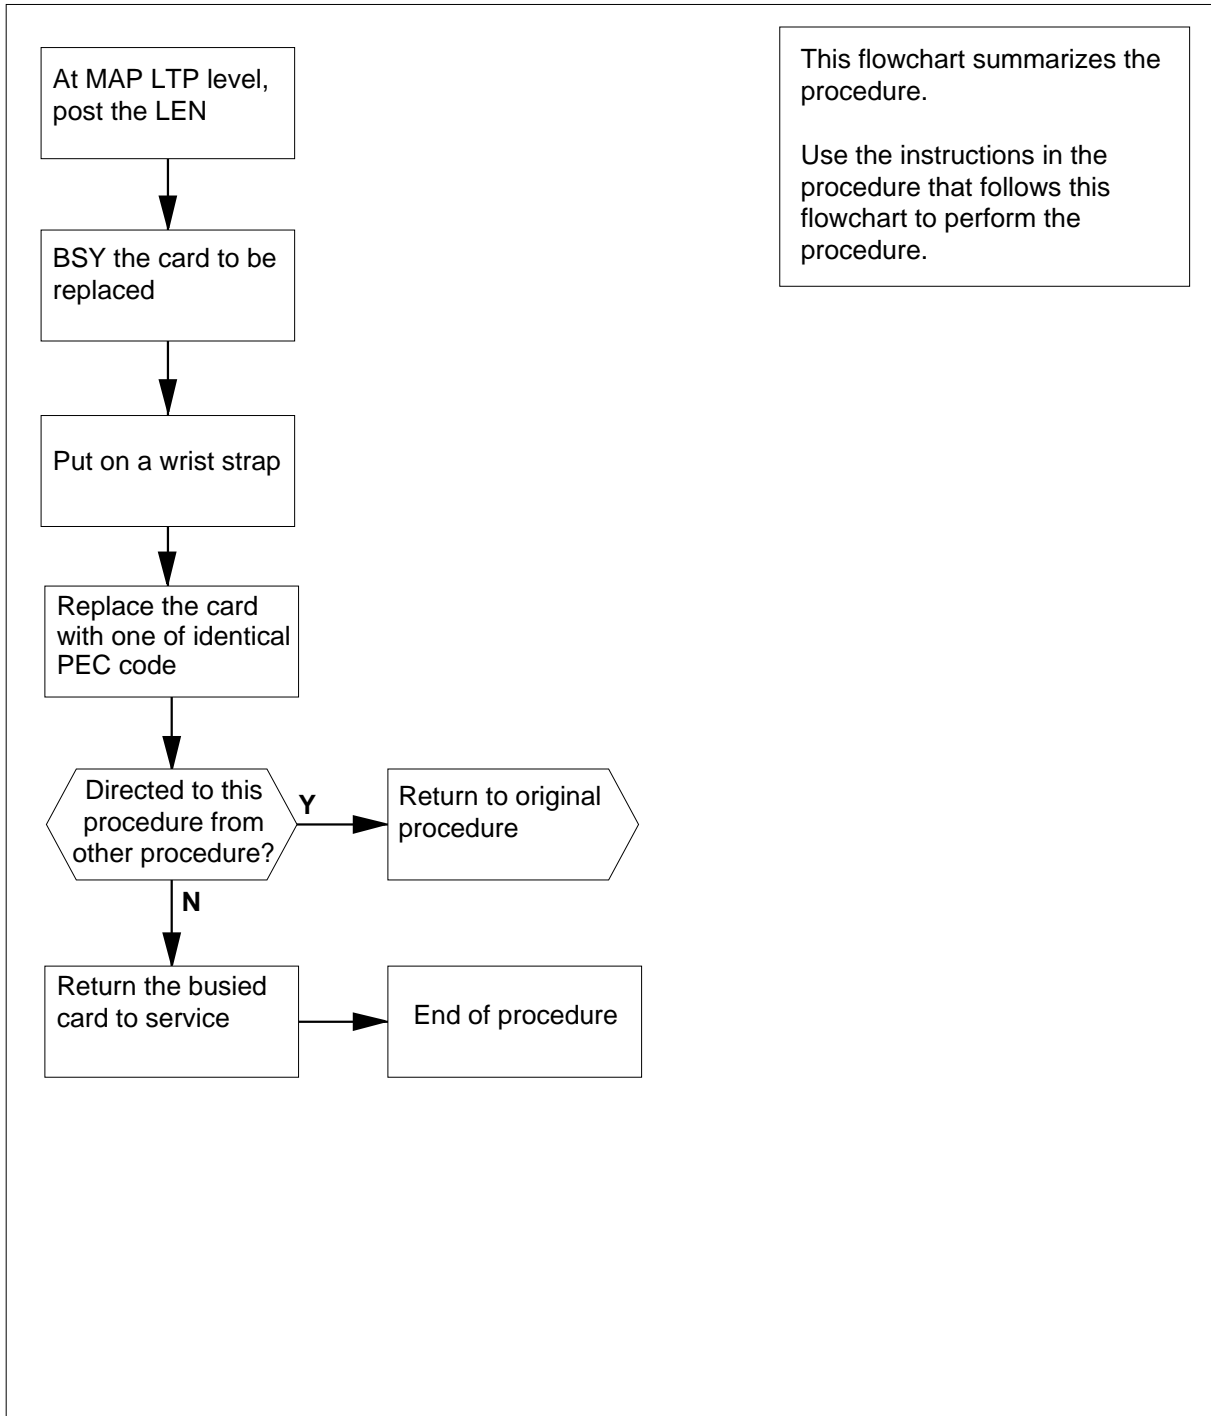 At MAP LTP level,
post the LEN
BSY the card to be
replaced
Put on a wrist strap
Replace the card
with one of identical
PEC code
Directed to this
procedure from
other procedure?
Y
Return to original
procedure
N
Return the busied
card to service
End of procedure
This flowchart summarizes the
procedure.
Use the instructions in the
procedure that follows this
flowchart to perform the
procedure.